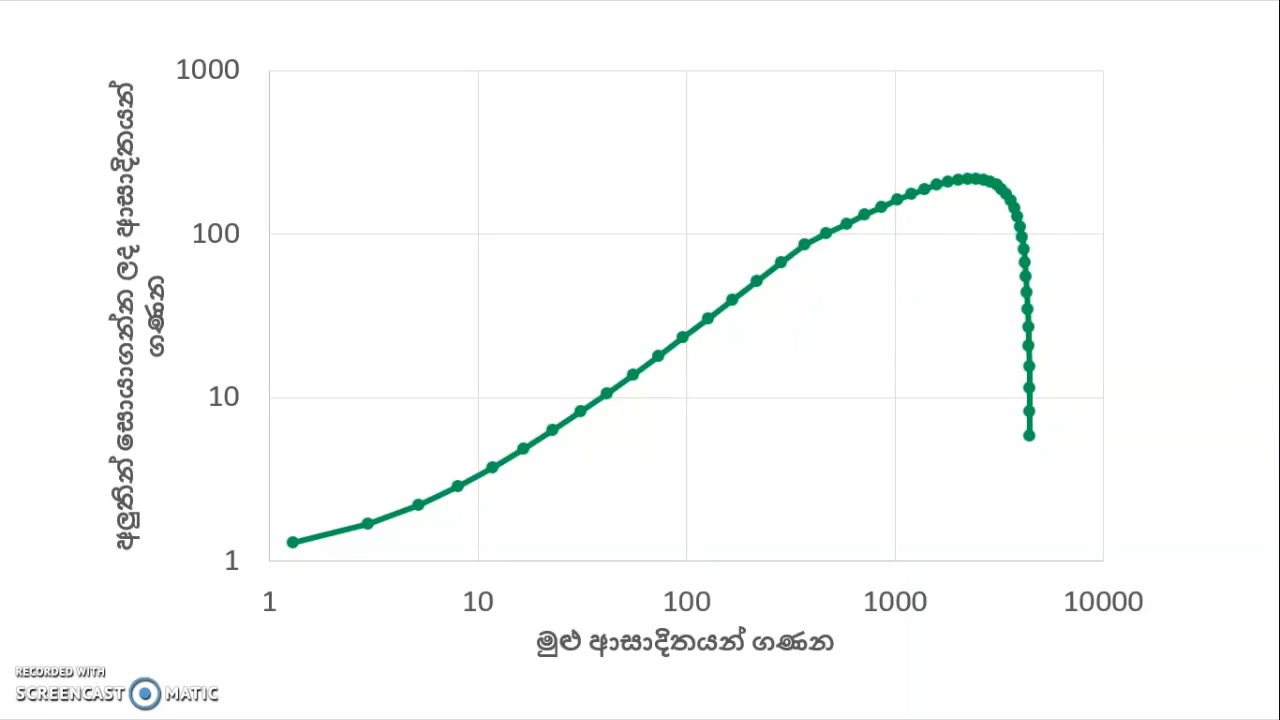 1000
100
10
1
අලුතින් සොයාගන්න ලද ආසාදිතයන්
ගණන
1 10 100 1000 10000
මුළු ආසාදිතයන් ගණන
RECORDED WITH
SCREENCAST MATIC